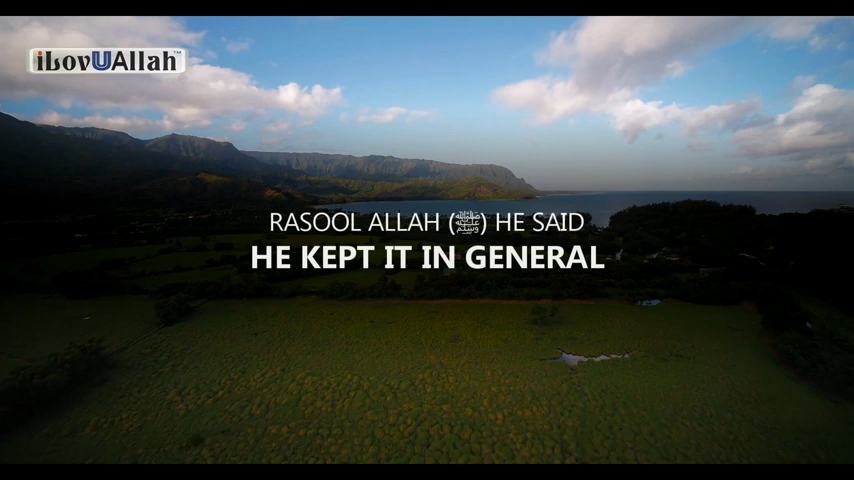 iLovUAllah™
RASOOL ALLAH (ﷺ) HE SAID
HE KEPT IT IN GENERAL